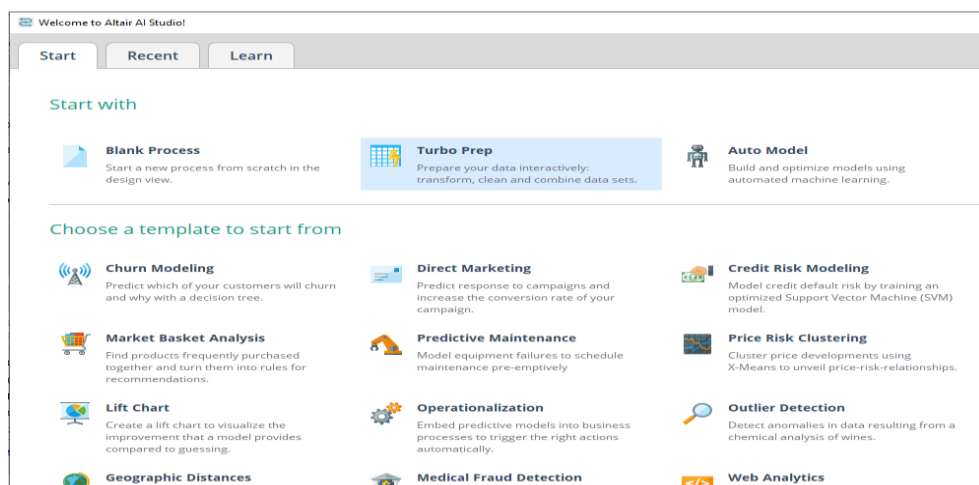 Welcome to Altair AI Studio!
Start Recent Learn
Start with
Blank Process
Start a new process from scratch in the
design view.
Turbo Prep
Prepare your data interactively:
transform, clean and combine data sets.
Auto Model
Build and optimize models using
automated machine learning.
Choose a template to start from
Churn Modeling
Predict which of your customers will churn
and why with a decision tree.
Direct Marketing
Predict response to campaigns and
increase the conversion rate of your
campaign.
Credit Risk Modeling
Model credit default risk by training an
optimized Support Vector Machine (SVM)
model.
Market Basket Analysis
Find products frequently purchased
together and turn them into rules for
recommendations.
Predictive Maintenance
Model equipment failures to schedule
maintenance pre-emptively
Price Risk Clustering
Cluster price developments using
X-Means to unveil price-risk-relationships.
Lift Chart
Create a lift chart to visualize the
improvement that a model provides
compared to guessing.
Operationalization
Embed predictive models into business
processes to trigger the right actions
automatically.
Outlier Detection
Detect anomalies in data resulting from a
chemical analysis of wines.
Geographic Distances
Medical Fraud Detection
Web Analytics